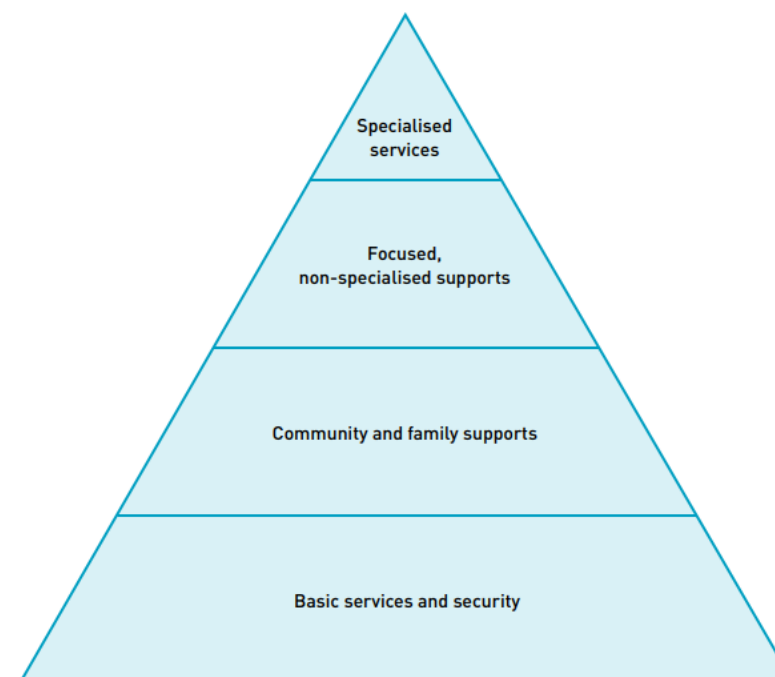 Specialised
services
Focused,
non-specialised supports
Community and family supports
Basic services and security